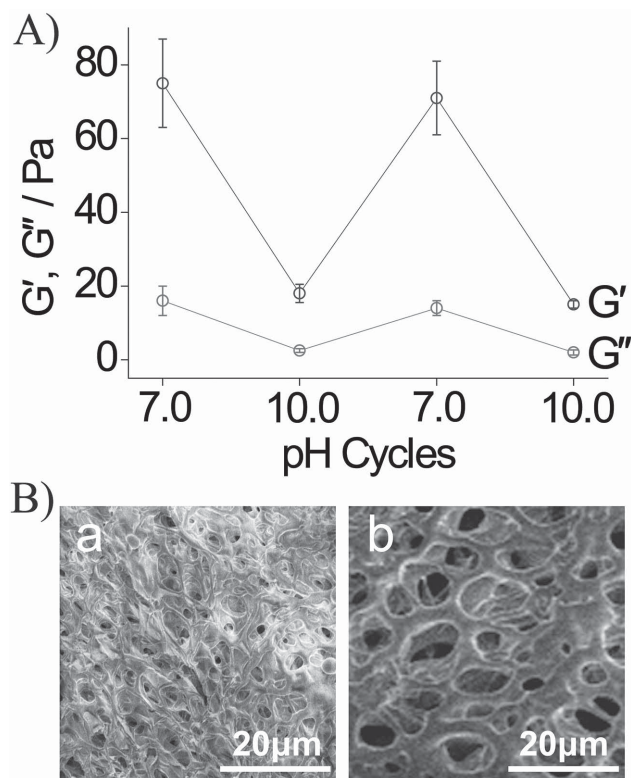 A)
G′, G″ / Pa
80
60
40
20
0
G′
G″
7.0 10.0 7.0 10.0
pH Cycles
B)
a b
20μm 20μm